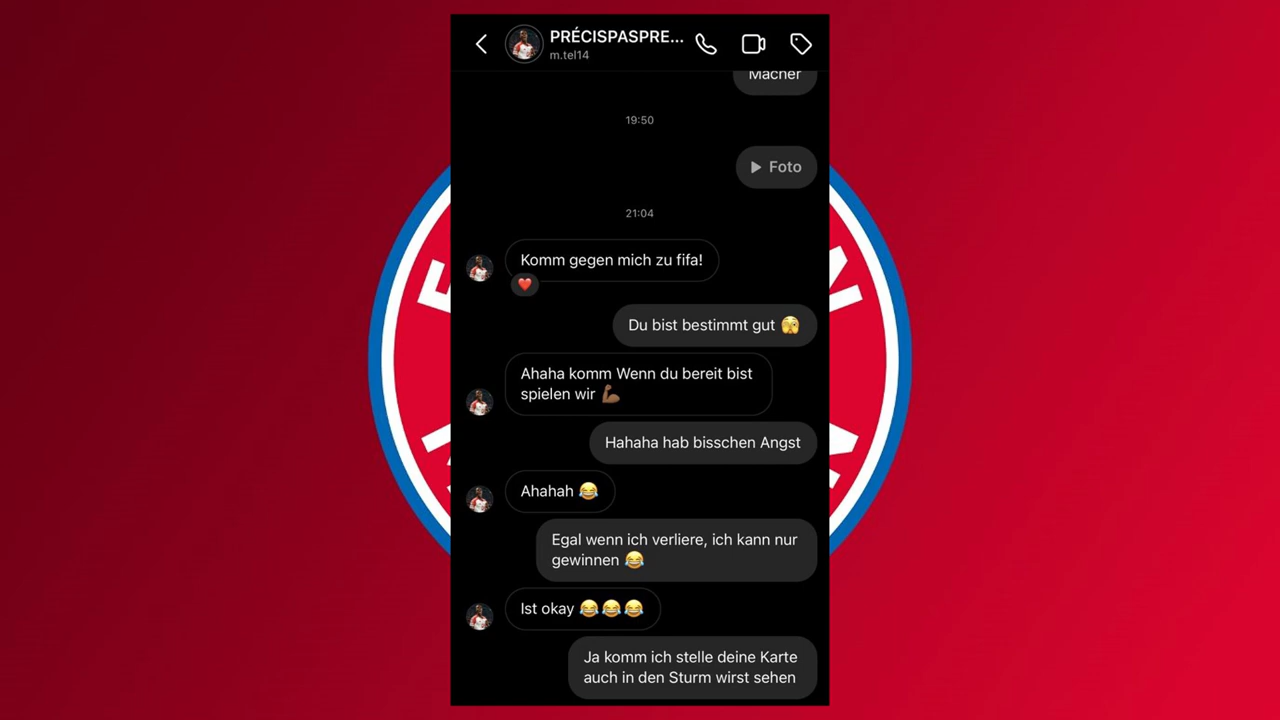 PRÉCISPASPRE...
m.tel14
Macher
19:50
Foto
21:04
Komm gegen mich zu fifa!
❤️
Du bist bestimmt gut 🫣
Ahaha komm Wenn du bereit bist
spielen wir 💪🏾
Hahaha hab bisschen Angst
Ahahah 😂
Egal wenn ich verliere, ich kann nur
gewinnen 😂
Ist okay 😂😂😂
Ja komm ich stelle deine Karte
auch in den Sturm wirst sehen